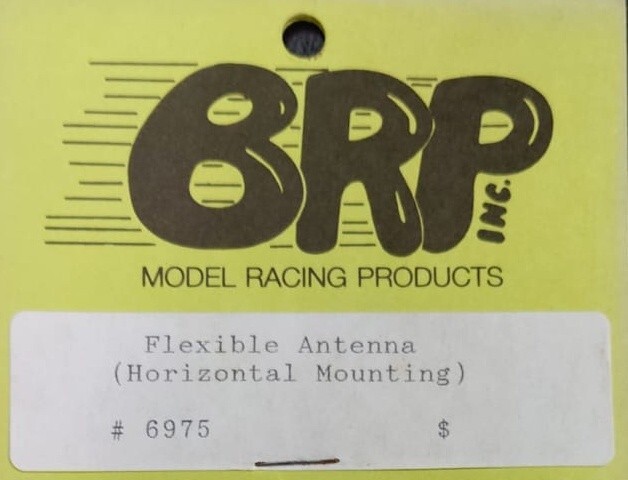 BRP
INC.
MODEL RACING PRODUCTS
Flexible Antenna
(Horizontal Mounting)
# 6975 $